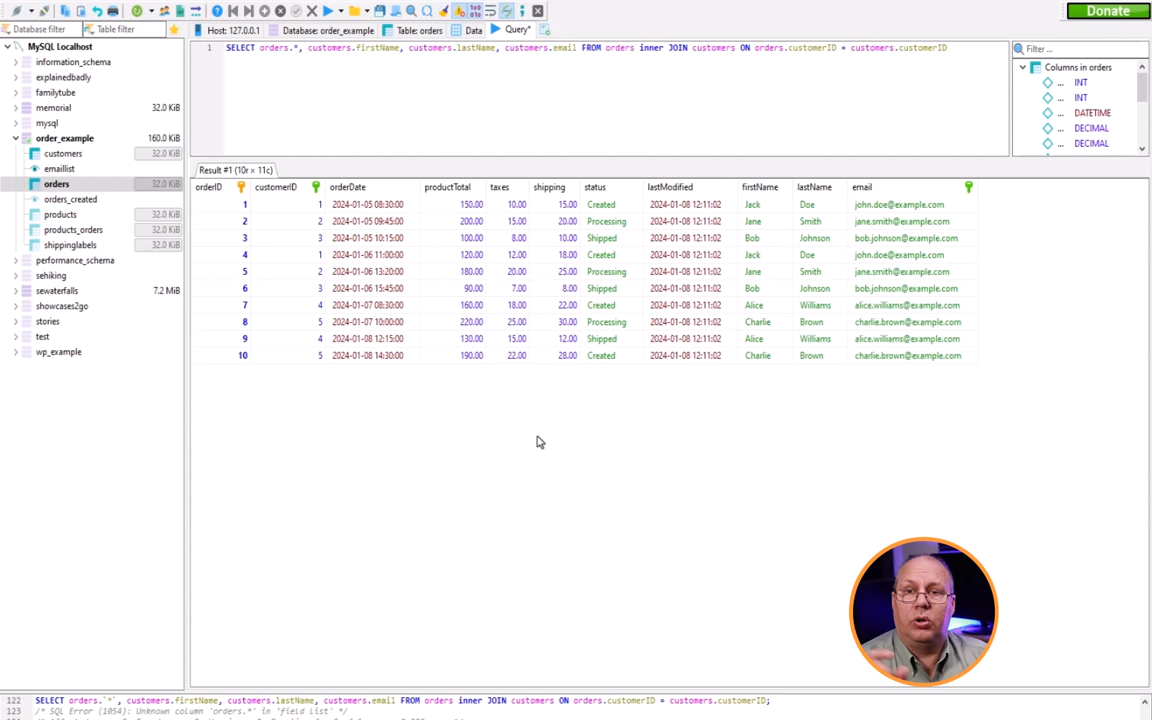 Donate
Database filter Table filter Host: 127.0.0.1 Database: order_example Table: orders Data Query*
MySQL Localhost
information_schema
explainedbadly
familytube
memorial 32.0 KiB
mysql
order_example 160.0 KiB
customers 32.0 KiB
emaillist
orders 32.0 KiB
orders_created
products 32.0 KiB
products_orders 32.0 KiB
shippinglabels 32.0 KiB
performance_schema
sehiking
sewaterfalls 7.2 MiB
showcases2go
stories
test
wp_example
1 SELECT orders.*, customers.firstName, customers.lastName, customers.email FROM orders inner JOIN customers ON orders.customerID = customers.customerID
Filter ...
Columns in orders
... INT
... INT
... DATETIME
... DECIMAL
... DECIMAL
Result #1 (10r × 11c)
orderID customerID orderDate productTotal taxes shipping status lastModified firstName lastName email
1 1 2024-01-05 08:30:00 150.00 10.00 15.00 Created 2024-01-08 12:11:02 Jack Doe john.doe@example.com
2 2 2024-01-05 09:45:00 200.00 15.00 20.00 Processing 2024-01-08 12:11:02 Jane Smith jane.smith@example.com
3 3 2024-01-05 10:15:00 100.00 8.00 10.00 Shipped 2024-01-08 12:11:02 Bob Johnson bob.johnson@example.com
4 1 2024-01-06 11:00:00 120.00 12.00 18.00 Created 2024-01-08 12:11:02 Jack Doe john.doe@example.com
5 2 2024-01-06 13:20:00 180.00 20.00 25.00 Processing 2024-01-08 12:11:02 Jane Smith jane.smith@example.com
6 3 2024-01-06 15:45:00 90.00 7.00 8.00 Shipped 2024-01-08 12:11:02 Bob Johnson bob.johnson@example.com
7 4 2024-01-07 08:30:00 160.00 18.00 22.00 Created 2024-01-08 12:11:02 Alice Williams alice.williams@example.com
8 5 2024-01-07 10:00:00 220.00 25.00 30.00 Processing 2024-01-08 12:11:02 Charlie Brown charlie.brown@example.com
9 4 2024-01-08 12:15:00 130.00 15.00 12.00 Shipped 2024-01-08 12:11:02 Alice Williams alice.williams@example.com
10 5 2024-01-08 14:30:00 190.00 22.00 28.00 Created 2024-01-08 12:11:02 Charlie Brown charlie.brown@example.com
122 SELECT orders.`*`, customers.firstName, customers.lastName, customers.email FROM orders inner JOIN customers ON orders.customerID = customers.customerID;
123 /* SQL Error (1054): Unknown column 'orders.*' in 'field list' */